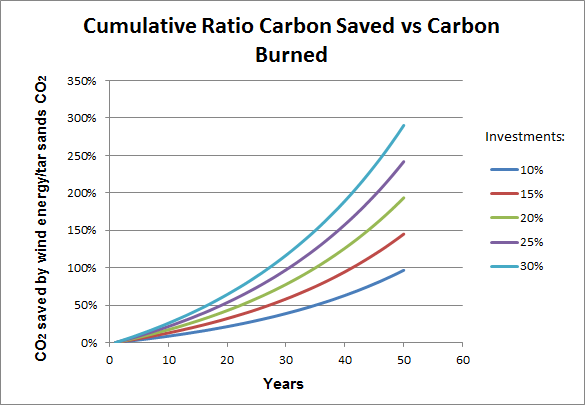 Cumulative Ratio Carbon Saved vs Carbon
Burned
CO2 saved by wind energy/tar sands CO2
350%
300%
250%
200%
150%
100%
50%
0%
0 10 20 30 40 50 60
Years
Investments:
10%
15%
20%
25%
30%